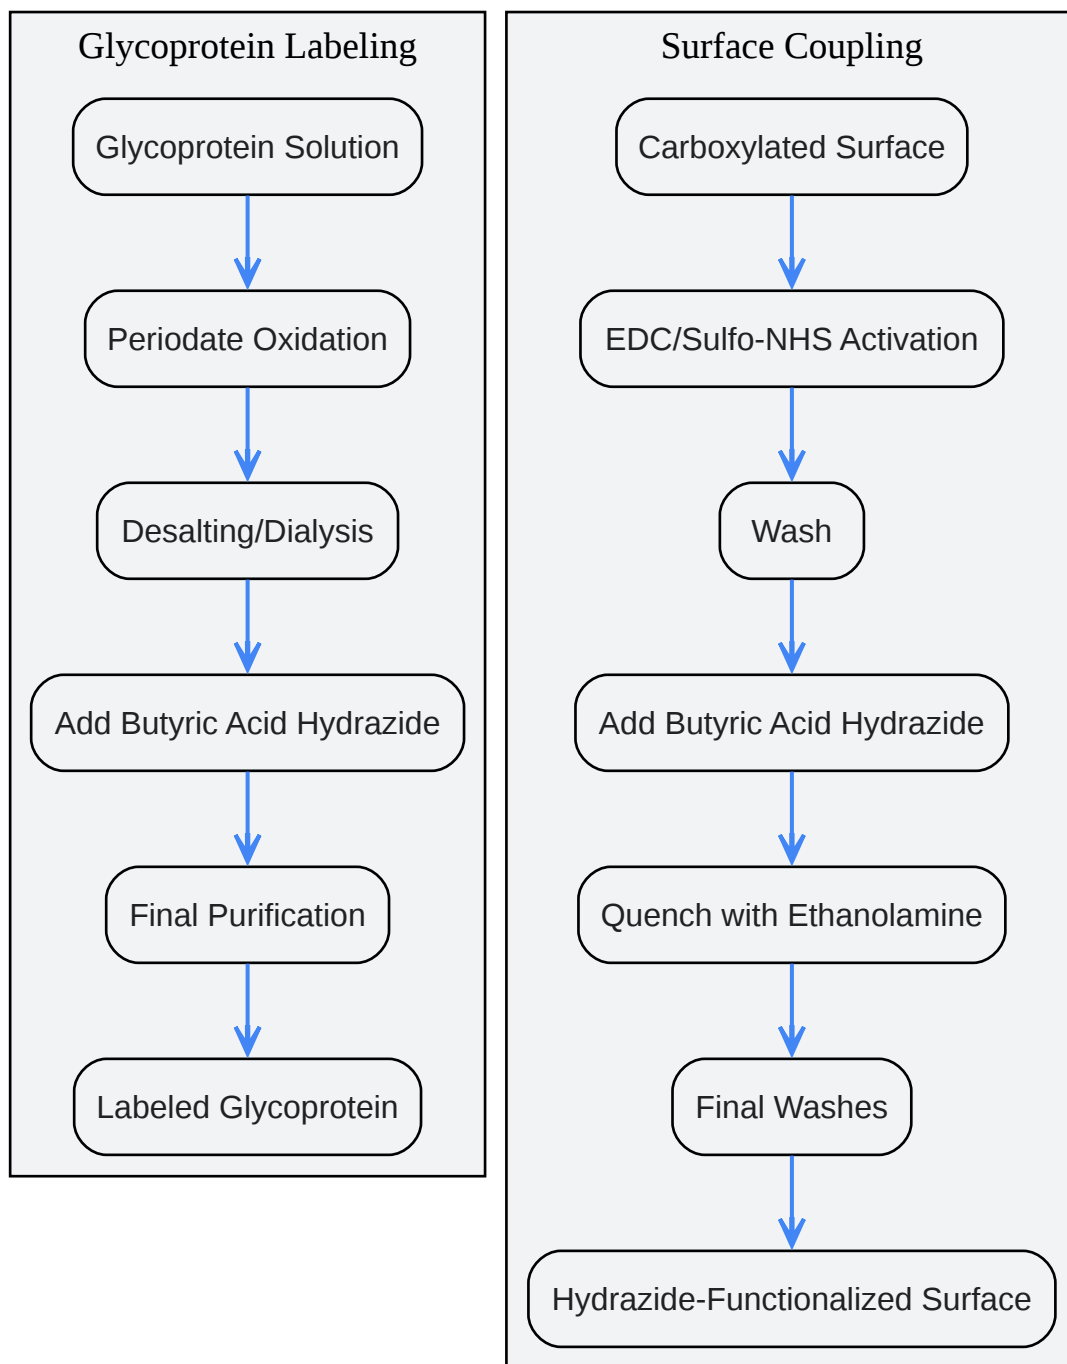 Glycoprotein Labeling
Glycoprotein Solution
Periodate Oxidation
Desalting/Dialysis
Add Butyric Acid Hydrazide
Final Purification
Labeled Glycoprotein
Surface Coupling
Carboxylated Surface
EDC/Sulfo-NHS Activation
Wash
Add Butyric Acid Hydrazide
Quench with Ethanolamine
Final Washes
Hydrazide-Functionalized Surface